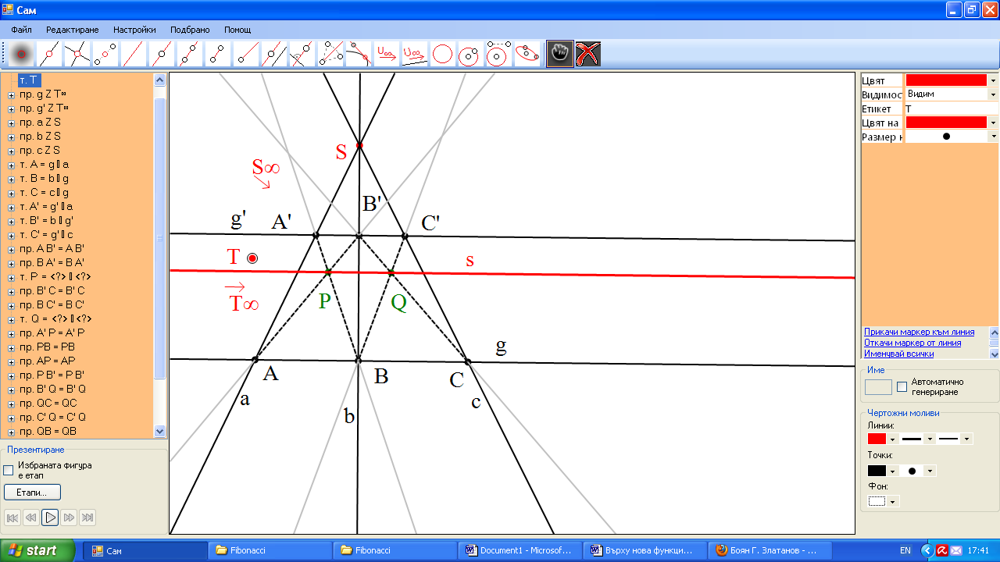 Сам
Файл Редактиране Настройки Подбрано Помощ
U∞ U∞
т. T
пр. g Z T∞
пр. g' Z T∞
пр. a Z S
пр. b Z S
пр. c Z S
т. A = g▯a
т. B = b▯g
т. C = c▯g
т. A' = g'▯a
т. B' = b▯g'
т. C' = g'▯c
пр. A B' = A B'
пр. B A' = B A'
т. P = <?>▯<?>
пр. B' C = B' C
пр. B C' = B C'
т. Q = <?>▯<?>
пр. A' P = A' P
пр. PB = PB
пр. AP = AP
пр. P B' = P B'
пр. B' Q = B' Q
пр. QC = QC
пр. C' Q = C' Q
пр. QB = QB
Презентиране
Избраната фигура
е етап
Етапи...
S
S∞
B'
g' A' C'
T s
T∞
P Q
g
A B C
a c
b
Цвят
Видимос Видим
Етикет T
Цвят на
Размер н
Прикачи маркер към линия
Откачи маркер от линия
Именувай всички
Име
Автоматично
генериране
Чертожни моливи
Линии:
Точки:
Фон:
start Сам Fibonacci Fibonacci Document1 - Microsof... Върху нова функци... Боян Г. Златанов - ... EN 17:41